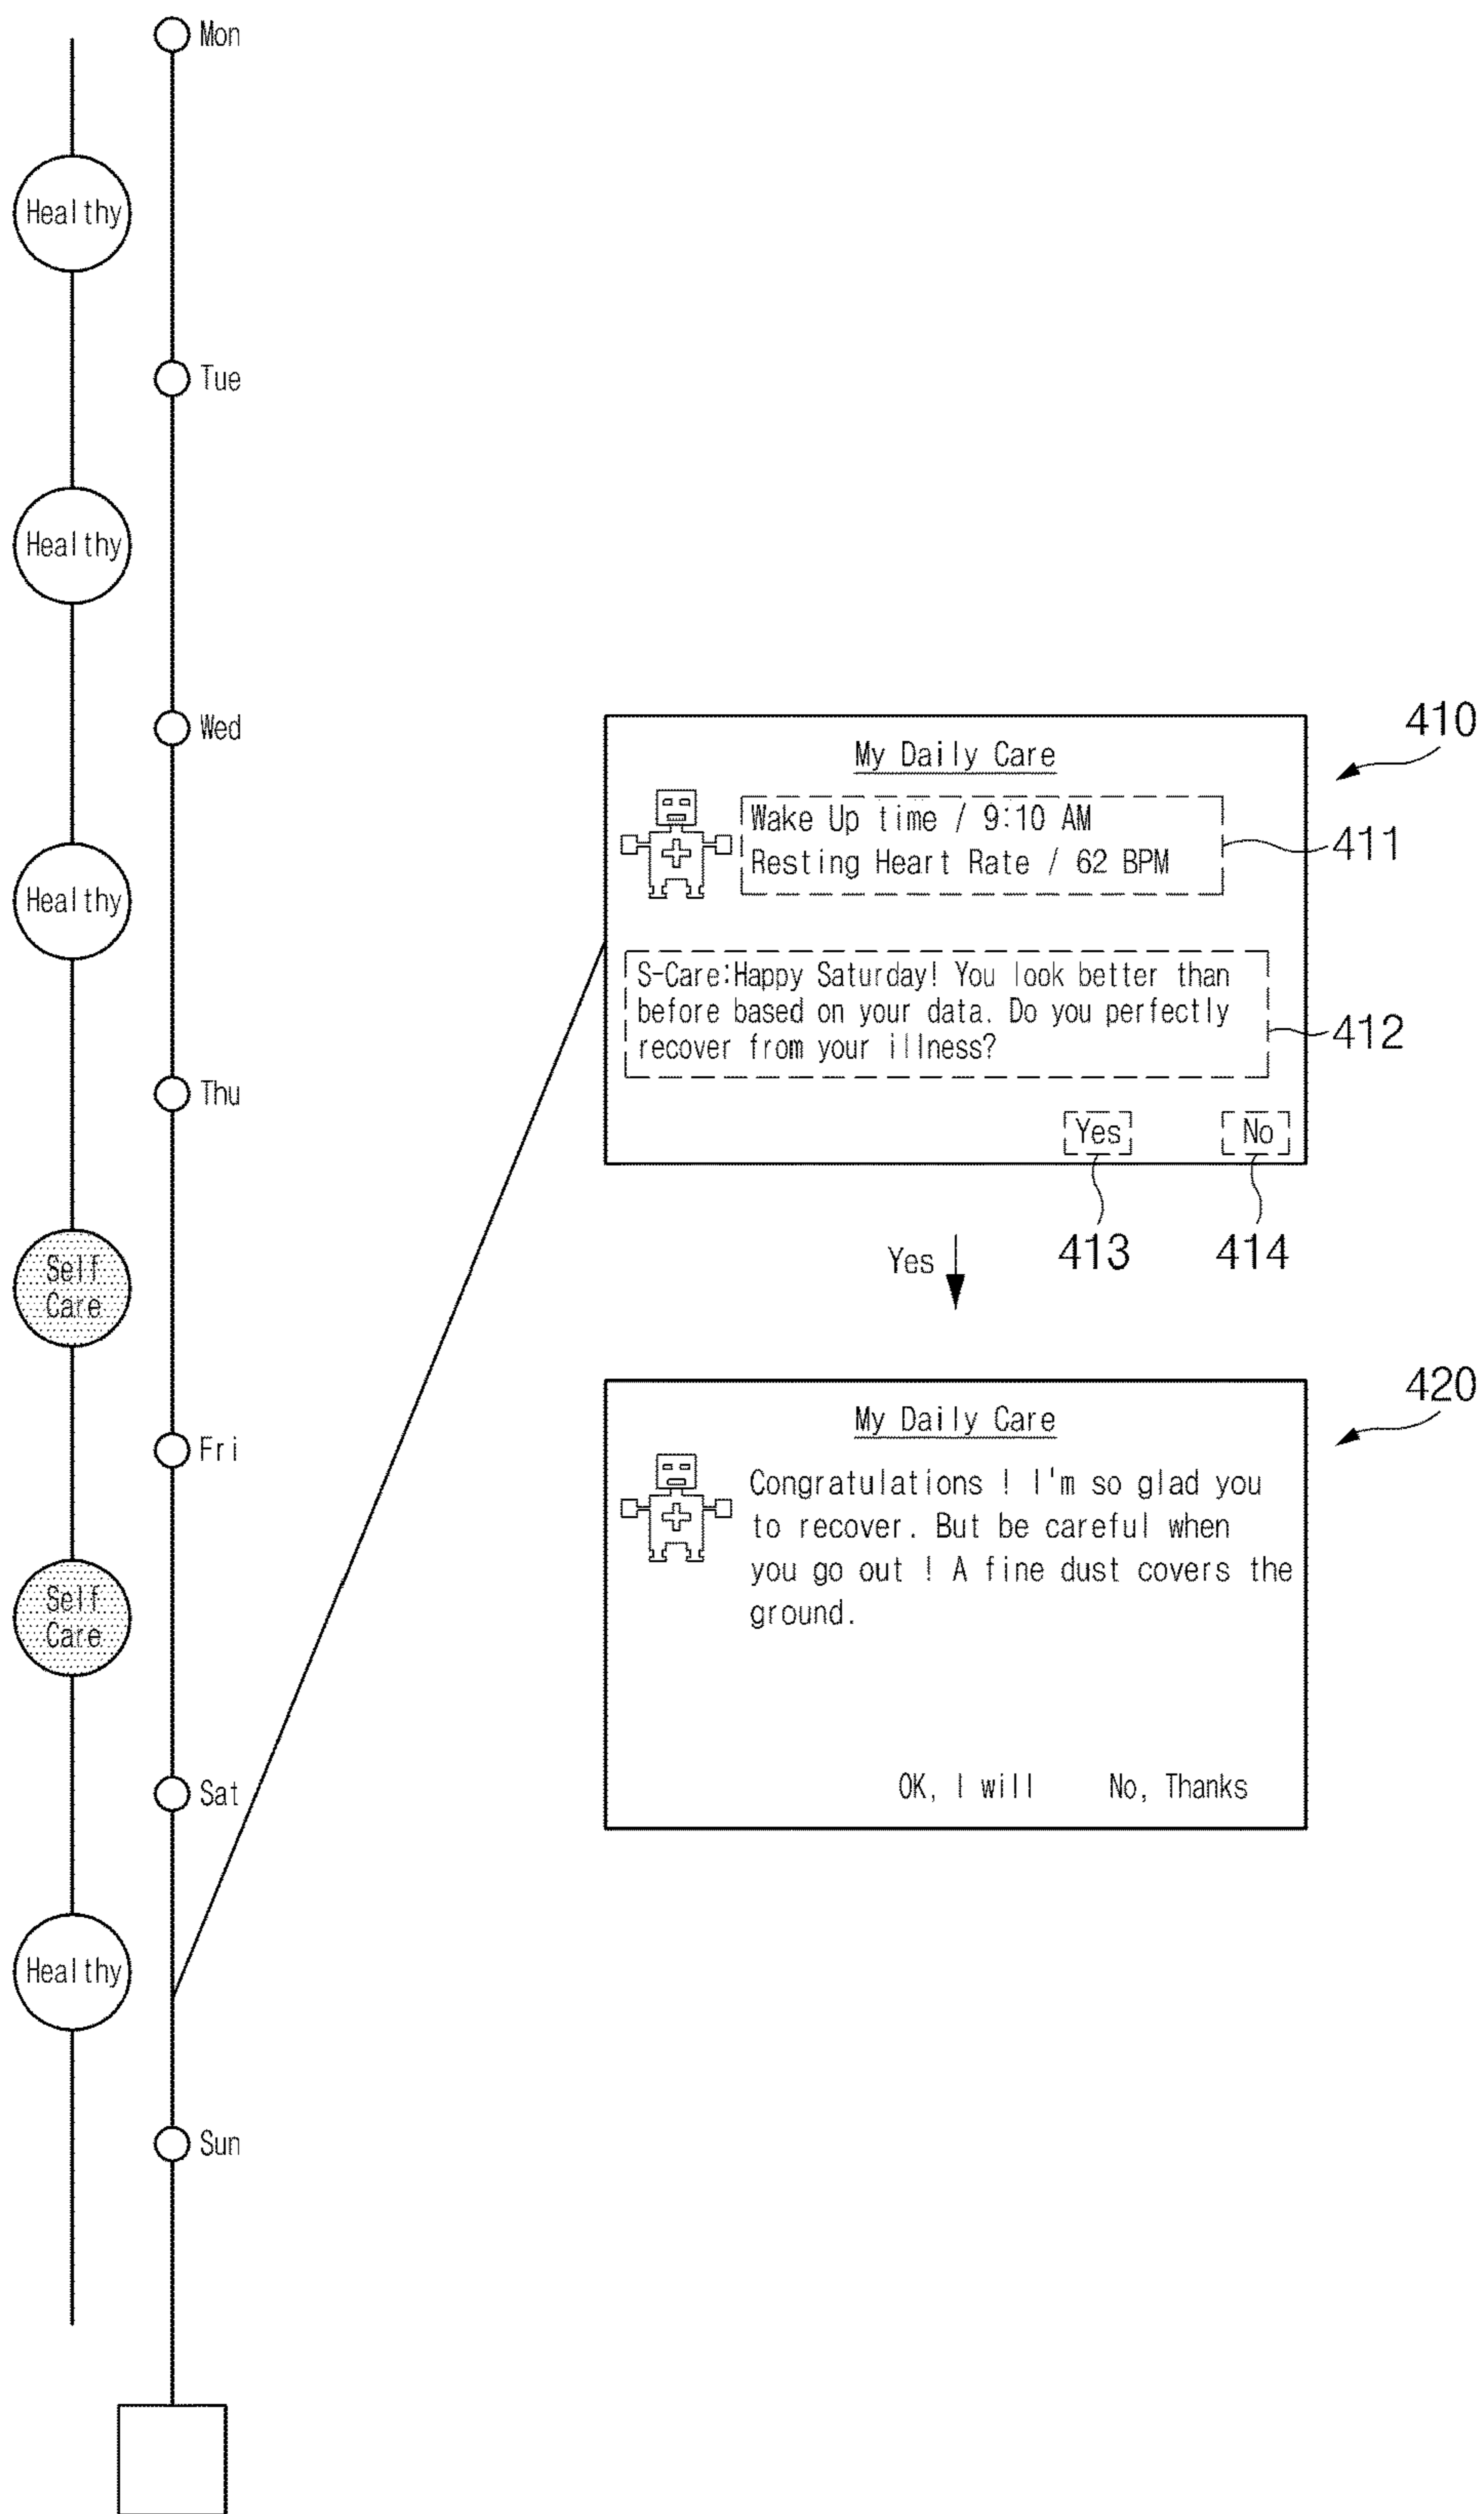 Mon
Healthy
Tue
Healthy
Wed
Healthy
Thu
Self
Care
Fri
Self
Care
Sat
Healthy
Sun
410
My Daily Care
Wake Up time / 9:10 AM
Resting Heart Rate / 62 BPM
411
S-Care:Happy Saturday! You look better than
before based on your data. Do you perfectly
recover from your illness?
412
Yes
No
413
414
Yes
420
My Daily Care
Congratulations ! I'm so glad you
to recover. But be careful when
you go out ! A fine dust covers the
ground.
OK, I will
No, Thanks